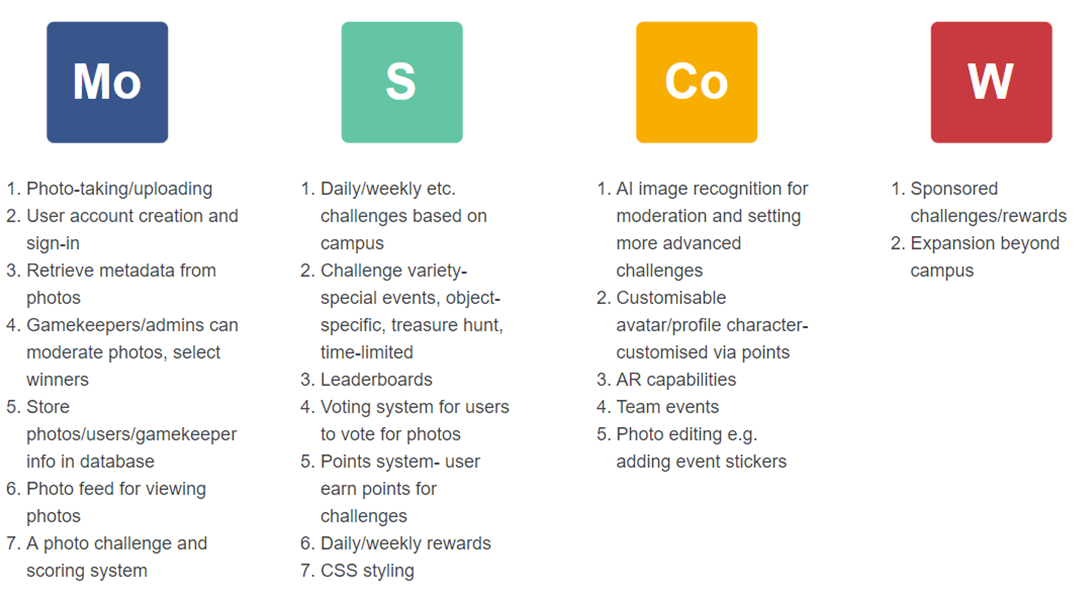 Mo
1. Photo-taking/uploading
2. User account creation and
sign-in
3. Retrieve metadata from
photos
4. Gamekeepers/admins can
moderate photos, select
winners
5. Store
photos/users/gamekeeper
info in database
6. Photo feed for viewing
photos
7. A photo challenge and
scoring system
S
1. Daily/weekly etc.
challenges based on
campus
2. Challenge variety-
special events, object-
specific, treasure hunt,
time-limited
3. Leaderboards
4. Voting system for users
to vote for photos
5. Points system- user
earn points for
challenges
6. Daily/weekly rewards
7. CSS styling
Co
1. AI image recognition for
moderation and setting
more advanced
challenges
2. Customisable
avatar/profile character-
customised via points
3. AR capabilities
4. Team events
5. Photo editing e.g.
adding event stickers
W
1. Sponsored
challenges/rewards
2. Expansion beyond
campus